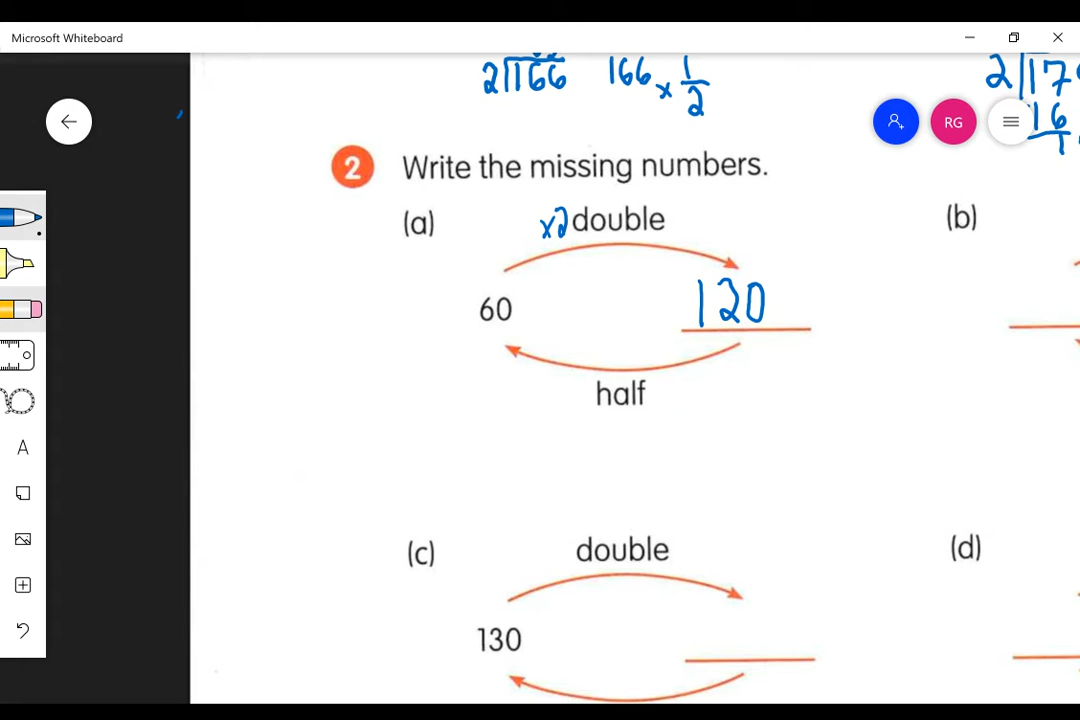 Microsoft Whiteboard
2 166 166 x 1/2
2 17
16
1
RG
2 Write the missing numbers.
(a) x2 double (b)
60 120
half
A
(c) double (d)
130